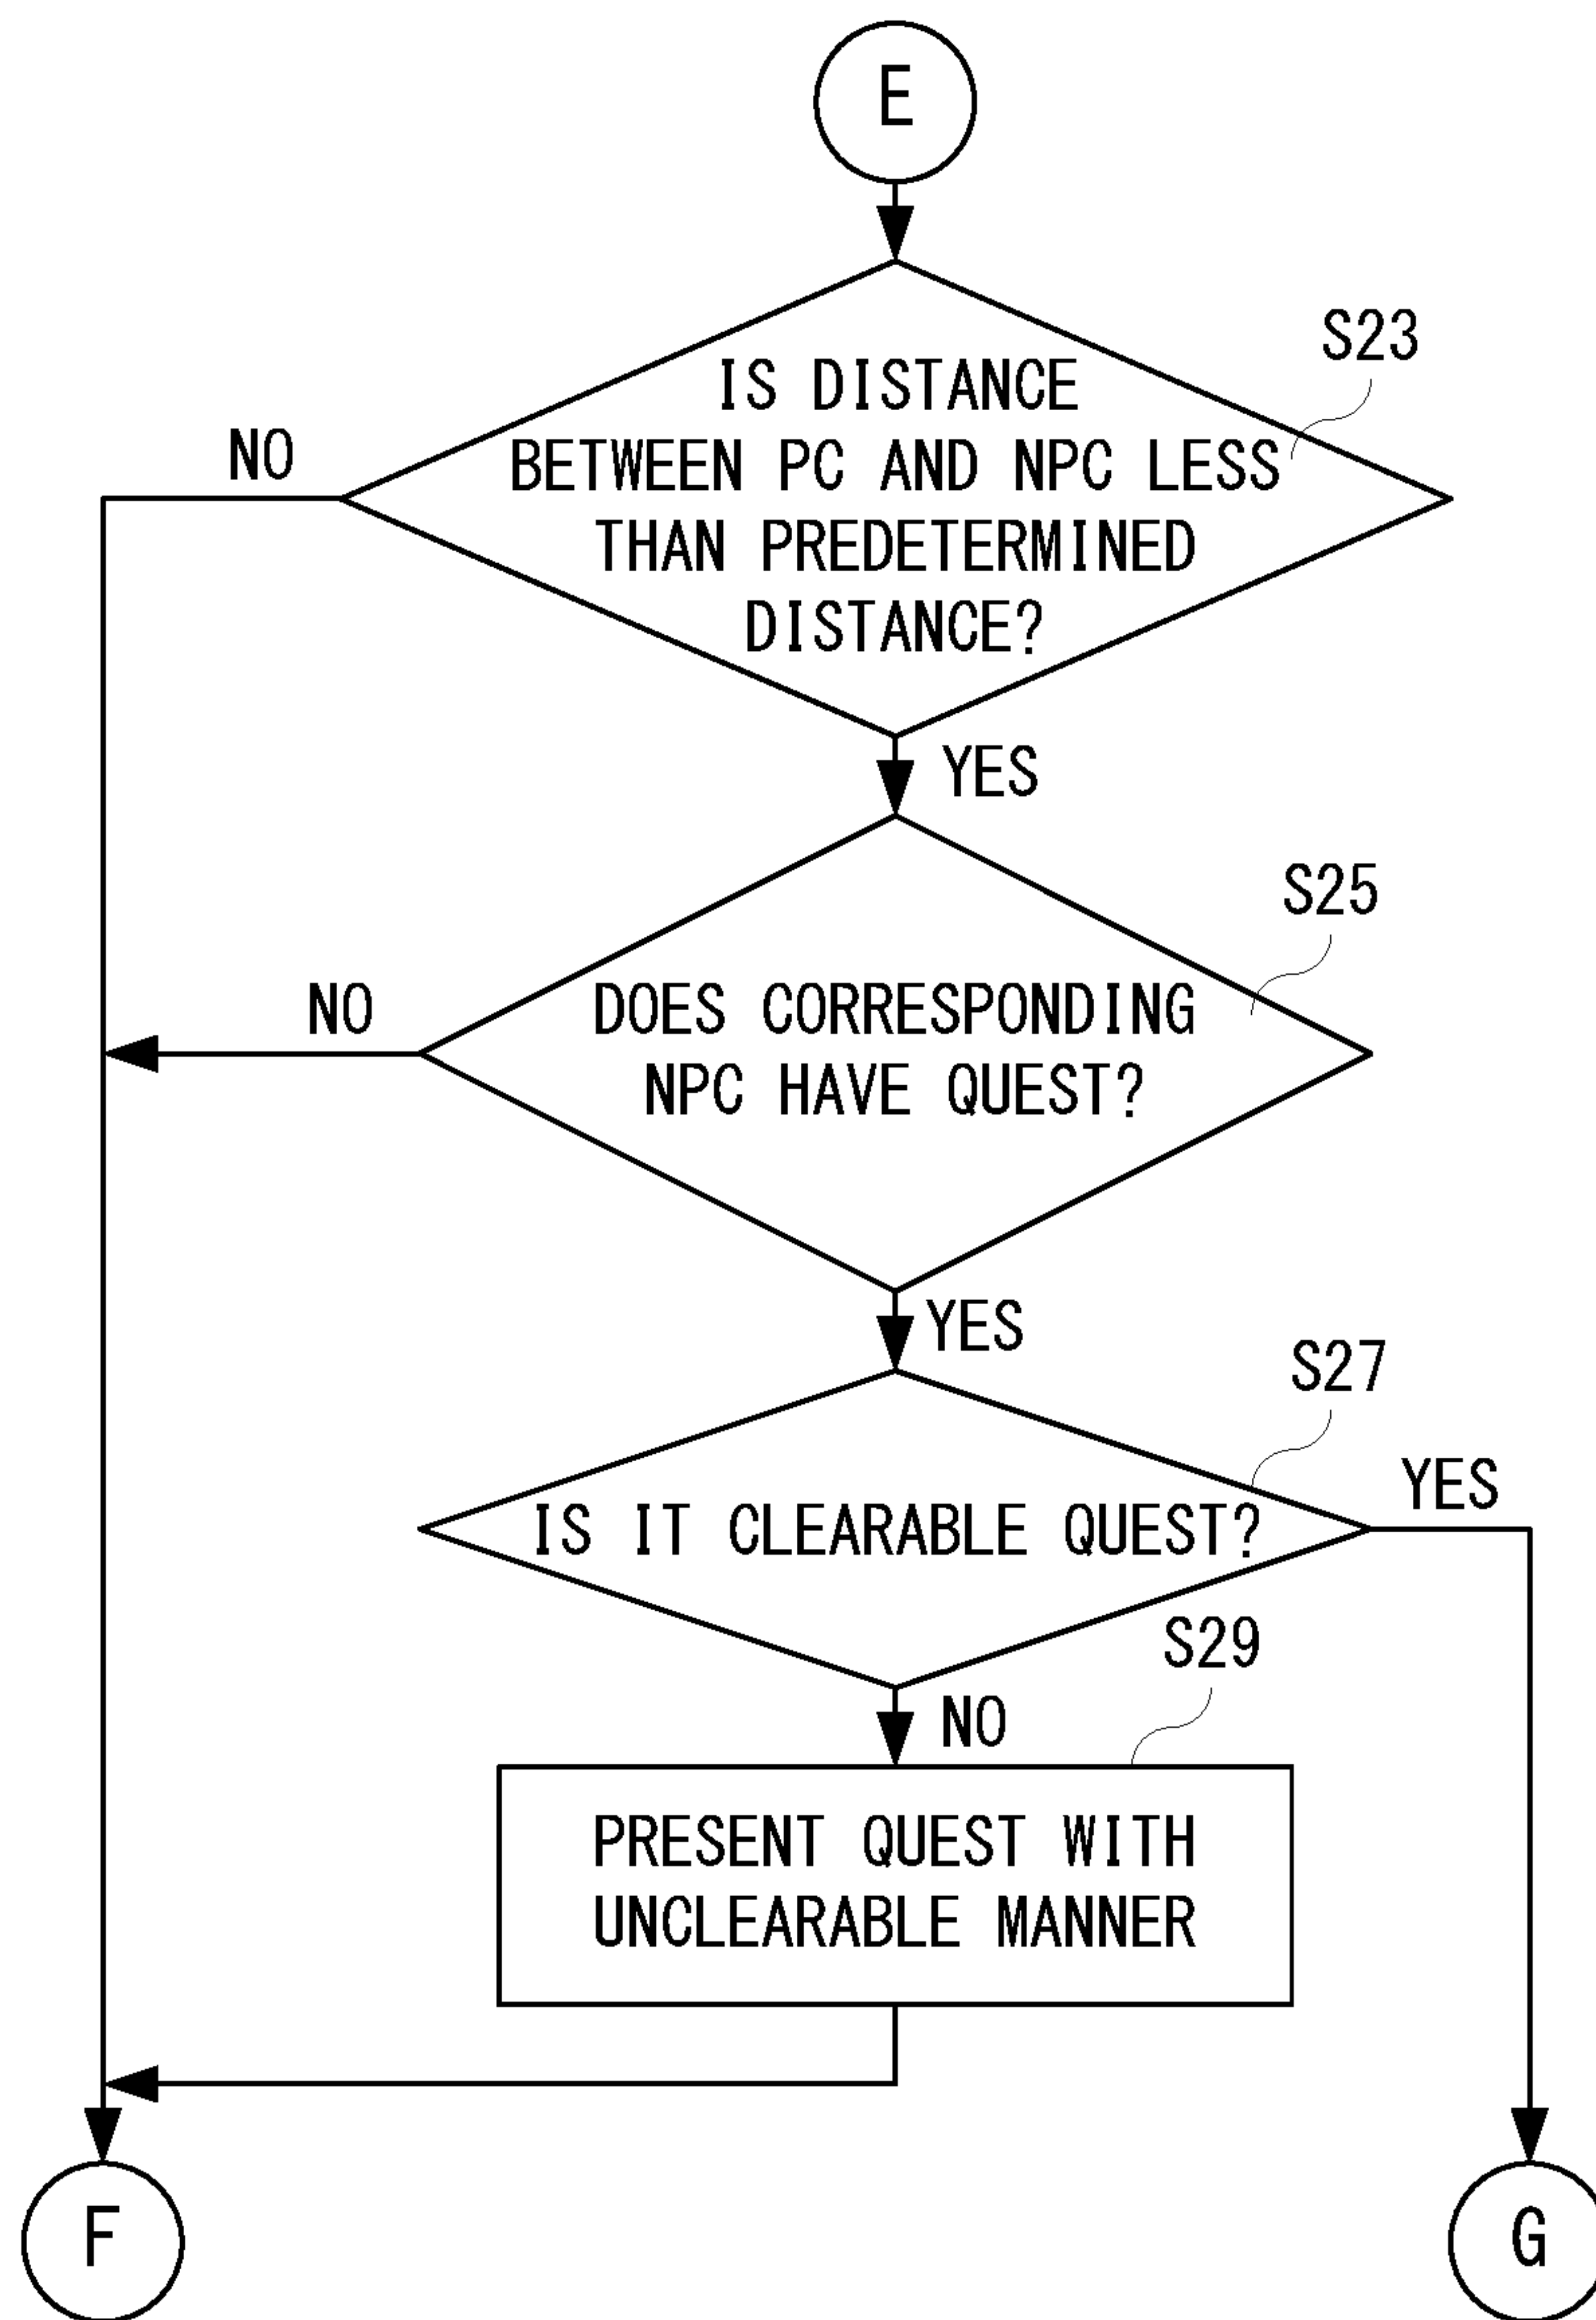 E
S23
IS DISTANCE
BETWEEN PC AND NPC LESS
THAN PREDETERMINED
DISTANCE?
NO
YES
S25
DOES CORRESPONDING
NPC HAVE QUEST?
NO
YES
S27
IS IT CLEARABLE QUEST?
YES
S29
NO
PRESENT QUEST WITH
UNCLEARABLE MANNER
F
G